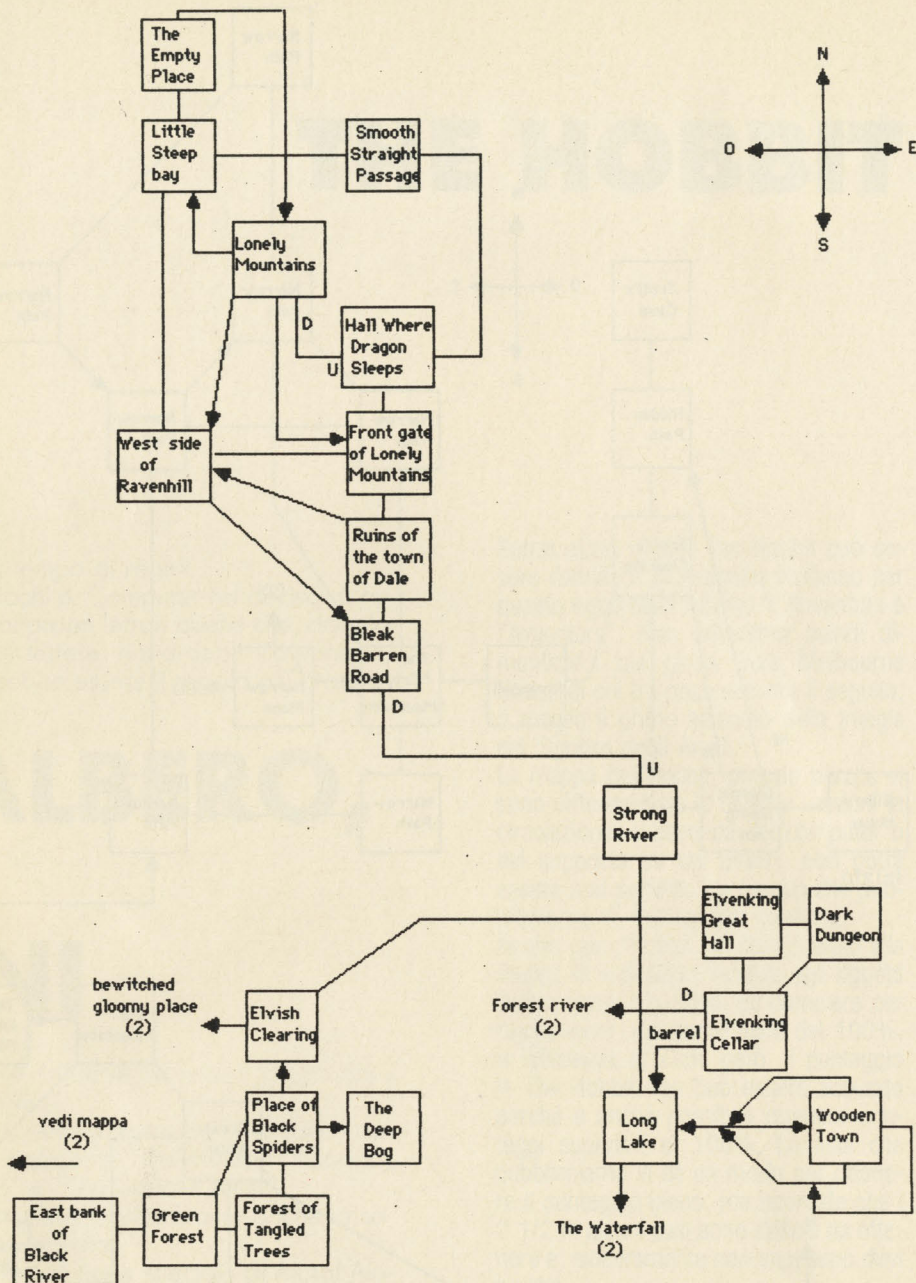 The
Empty
Place
N
O
E
S
Little
Steep
bay
Smooth
Straight
Passage
Lonely
Mountains
D
U
Hall Where
Dragon
Sleeps
West side
of
Ravenhill
Front gate
of Lonely
Mountains
Ruins of
the town
of Dale
Bleak
Barren
Road
D
U
Strong
River
Elvenking
Great
Hall
Dark
Dungeon
bewitched
gloomy place
(2)
Elvish
Clearing
Forest river
(2)
D
barrel
Elvenking
Cellar
vedi mappa
(2)
Place of
Black
Spiders
The
Deep
Bog
Long
Lake
Wooden
Town
East bank
of
Black
River
Green
Forest
Forest of
Tangled
Trees
The Waterfall
(2)